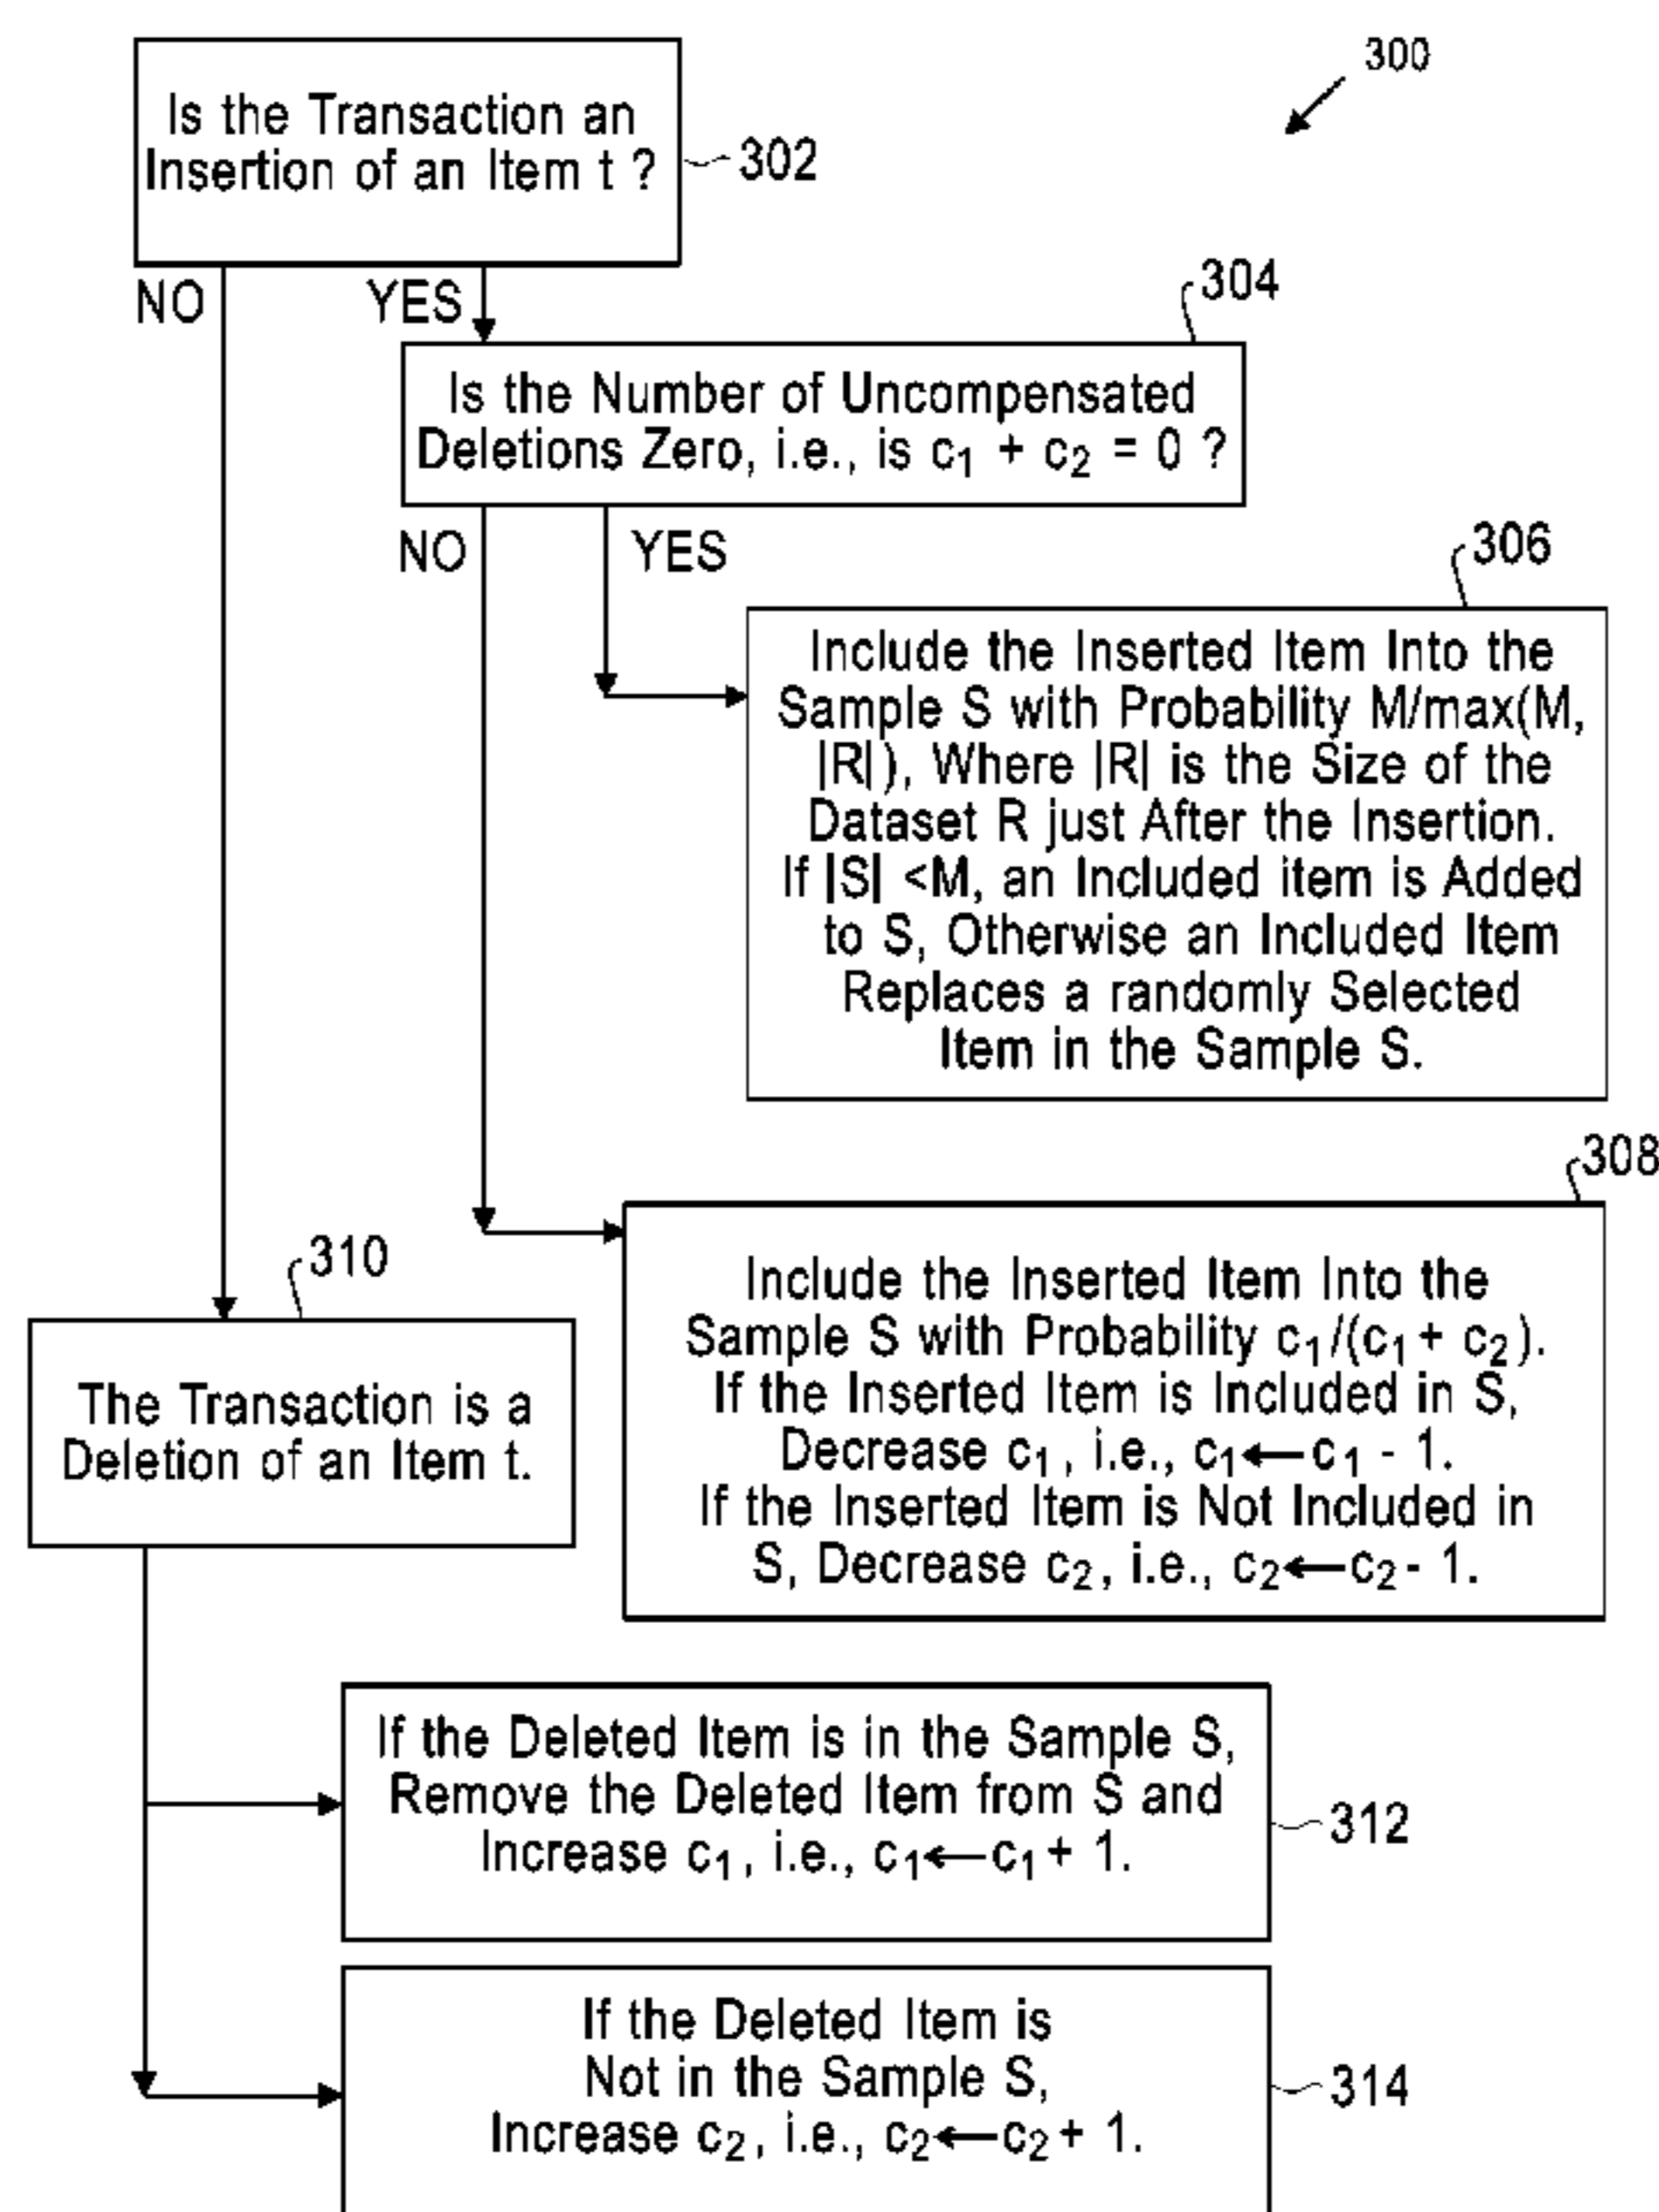 300
Is the Transaction an
Insertion of an Item t ?
302
NO
YES
304
Is the Number of Uncompensated
Deletions Zero, i.e., is c₁ + c₂ = 0 ?
NO
YES
306
Include the Inserted Item Into the
Sample S with Probability M/max(M,
|R|), Where |R| is the Size of the
Dataset R just After the Insertion.
If |S| <M, an Included item is Added
to S, Otherwise an Included Item
Replaces a randomly Selected
Item in the Sample S.
308
Include the Inserted Item Into the
Sample S with Probability c₁/(c₁ + c₂).
If the Inserted Item is Included in S,
Decrease c₁, i.e., c₁←c₁ - 1.
If the Inserted Item is Not Included in
S, Decrease c₂, i.e., c₂←c₂ - 1.
310
The Transaction is a
Deletion of an Item t.
If the Deleted Item is in the Sample S,
Remove the Deleted Item from S and
Increase c₁, i.e., c₁←c₁ + 1.
312
If the Deleted Item is
Not in the Sample S,
Increase c₂, i.e., c₂←c₂ + 1.
314